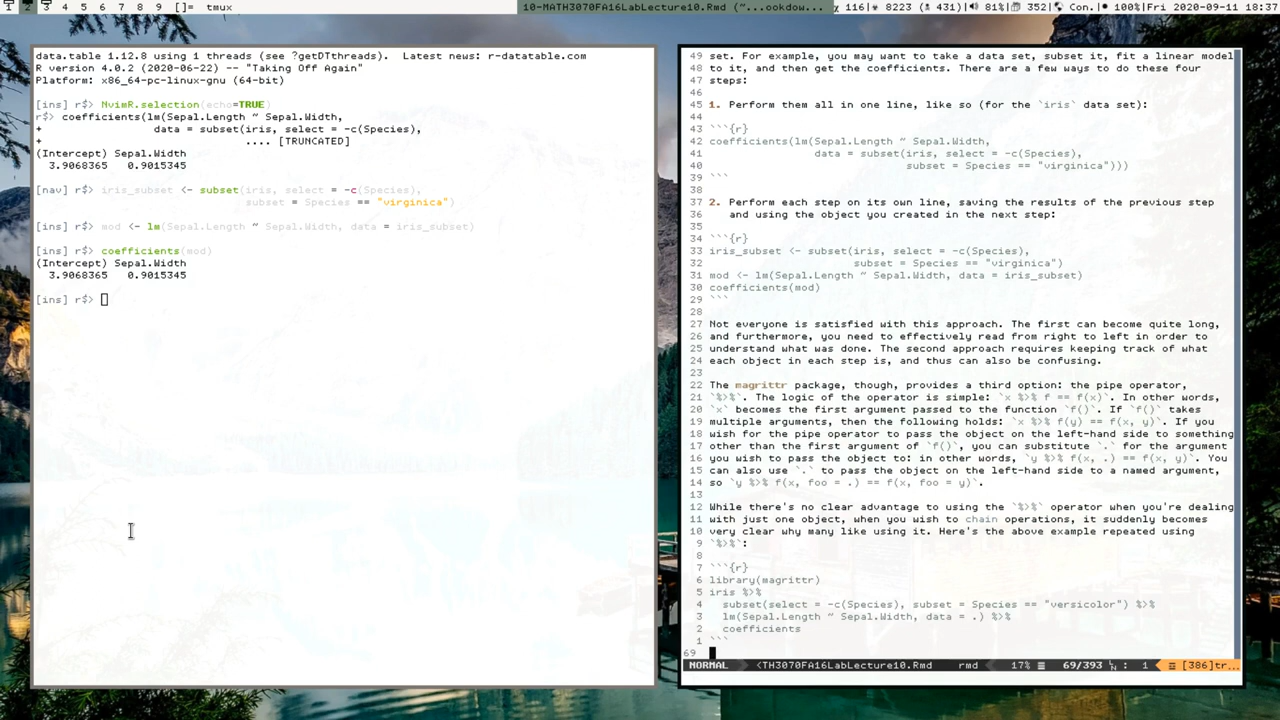 1 2 3 4 5 6 7 8 9 []= tmux
10-MATH3070FA16LabLecture10.Rmd (~...ookdow...
116| 8223 ( 431)| 81% 352| Con.| 100%| Fri 2020-09-11 18:37
data.table 1.12.8 using 1 threads (see ?getDTthreads).  Latest news: r-datatable.com
R version 4.0.2 (2020-06-22) -- "Taking Off Again"
Platform: x86_64-pc-linux-gnu (64-bit)
[ins] r$> NvimR.selection(echo=TRUE)
r$> coefficients(lm(Sepal.Length ~ Sepal.Width,
+                   data = subset(iris, select = -c(Species),
+                                  .... [TRUNCATED]
(Intercept) Sepal.Width
3.9068365   0.9015345
[nav] r$> iris_subset <- subset(iris, select = -c(Species),
subset = Species == "virginica")
[ins] r$> mod <- lm(Sepal.Length ~ Sepal.Width, data = iris_subset)
[ins] r$> coefficients(mod)
(Intercept) Sepal.Width
3.9068365   0.9015345
[ins] r$>
49 set. For example, you may want to take a data set, subset it, fit a linear model
48 to it, and then get the coefficients. There are a few ways to do these four
47 steps:
46
45 1. Perform them all in one line, like so (for the `iris` data set):
44
43 ```{r}
42 coefficients(lm(Sepal.Length ~ Sepal.Width,
41                 data = subset(iris, select = -c(Species),
40                               subset = Species == "virginica")))
39 ```
38
37 2. Perform each step on its own line, saving the results of the previous step
36    and using the object you created in the next step:
35
34 ```{r}
33 iris_subset <- subset(iris, select = -c(Species),
32                       subset = Species == "virginica")
31 mod <- lm(Sepal.Length ~ Sepal.Width, data = iris_subset)
30 coefficients(mod)
29 ```
28
27 Not everyone is satisfied with this approach. The first can become quite long,
26 and furthermore, you need to effectively read from right to left in order to
25 understand what was done. The second approach requires keeping track of what
24 each object in each step is, and thus can also be confusing.
23
22 The magrittr package, though, provides a third option: the pipe operator,
21 `%>%`. The logic of the operator is simple: `x %>% f == f(x)`. In other words,
20 `x` becomes the first argument passed to the function `f()`. If `f()` takes
19 multiple arguments, then the following holds: `x %>% f(y) == f(x, y)`. If you
18 wish for the pipe operator to pass the object on the left-hand side to something
17 other than the first argument of `f()`, you can substitute `.` for the argument
16 you wish to pass the object to: in other words, `y %>% f(x, .) == f(x, y)`. You
15 can also use `.` to pass the object on the left-hand side to a named argument,
14 so `y %>% f(x, foo = .) == f(x, foo = y)`.
13
12 While there's no clear advantage to using the `%>%` operator when you're dealing
11 with just one object, when you wish to chain operations, it suddenly becomes
10 very clear why many like using it. Here's the above example repeated using
9 `%>%`:
8
7 ```{r}
6 library(magrittr)
5 iris %>%
4   subset(select = -c(Species), subset = Species == "versicolor") %>%
3   lm(Sepal.Length ~ Sepal.Width, data = .) %>%
2   coefficients
1 ```
69
NORMAL <TH3070FA16LabLecture10.Rmd rmd 17% ☰ 69/393 : 1 [386]tr...